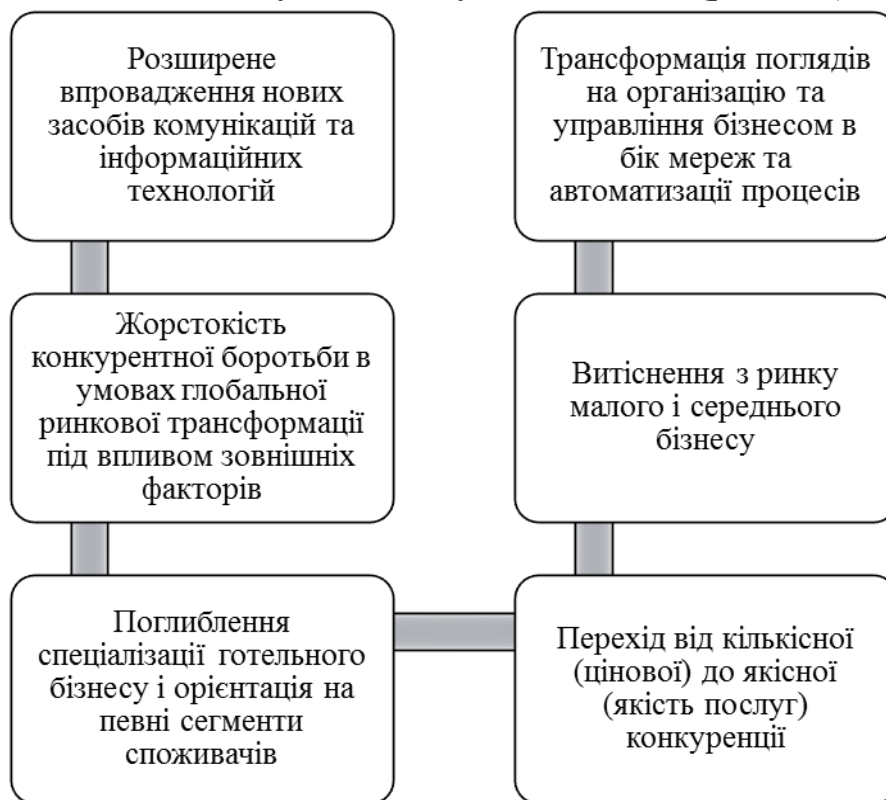 Розширене
впровадження нових
засобів комунікацій та
інформаційних
технологій
Жорстокість
конкурентної боротьби в
умовах глобальної
ринкової трансформації
під впливом зовнішніх
факторів
Поглиблення
спеціалізації готельного
бізнесу і орієнтація на
певні сегменти
споживачів
Перехід від кількісної
(цінової) до якісної
(якість послуг)
конкуренції
Витіснення з ринку
малого і середнього
бізнесу
Трансформація поглядів
на організацію та
управління бізнесом в
бік мереж та
автоматизації процесів